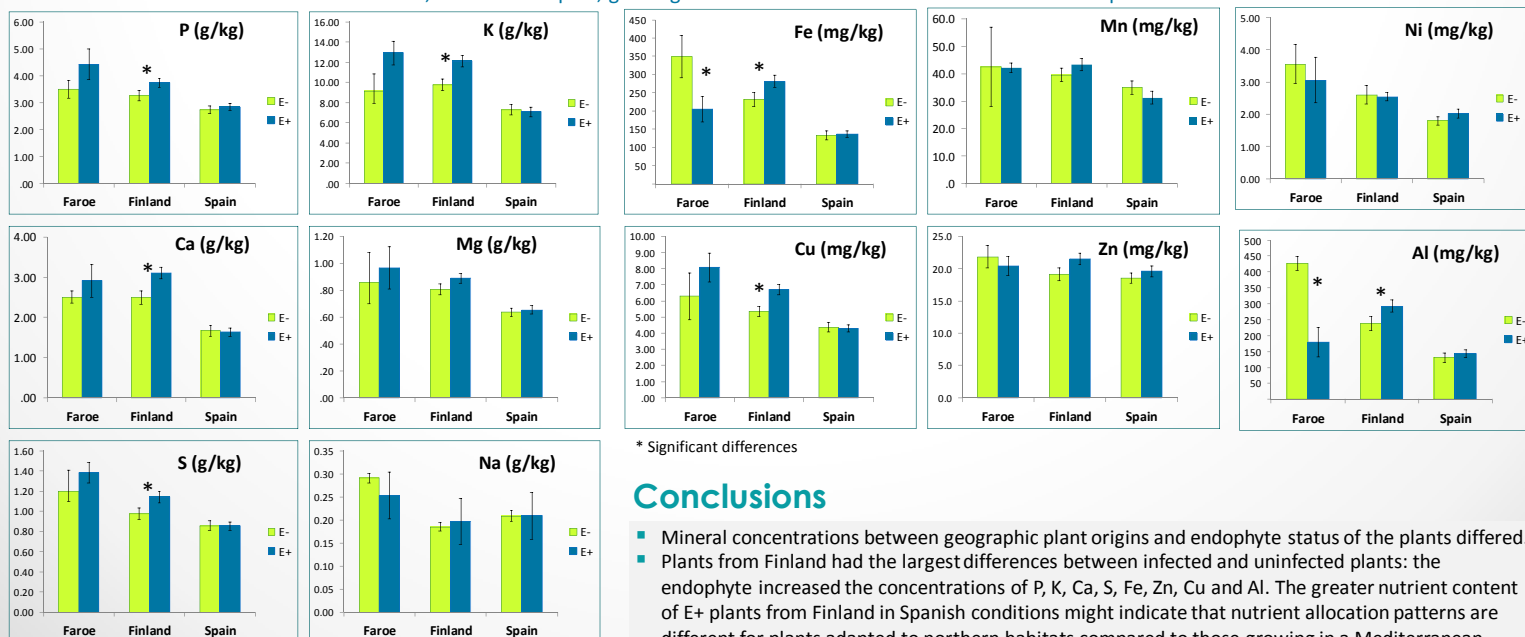 P (g/kg)
6.00
5.00
4.00
3.00
2.00
1.00
.00
*
E-
E+
Faroe Finland Spain
K (g/kg)
16.00
14.00
12.00
10.00
8.00
6.00
4.00
2.00
.00
*
E-
E+
Faroe Finland Spain
Fe (mg/kg)
450
400
350
300
250
200
150
100
50
* *
E-
E+
Faroe Finland Spain
Mn (mg/kg)
60.0
50.0
40.0
30.0
20.0
10.0
.0
E-
E+
Faroe Finland Spain
Ni (mg/kg)
5.00
4.00
3.00
2.00
1.00
0.00
E-
E+
Faroe Finland Spain
Ca (g/kg)
4.00
3.00
2.00
1.00
.00
*
E-
E+
Faroe Finland Spain
Mg (g/kg)
1.20
1.00
.80
.60
.40
.20
.00
E-
E+
Faroe Finland Spain
Cu (mg/kg)
10.00
9.00
8.00
7.00
6.00
5.00
4.00
3.00
2.00
1.00
.00
*
E-
E+
Faroe Finland Spain
Zn (mg/kg)
25.0
20.0
15.0
10.0
5.0
0.0
E-
E+
Faroe Finland Spain
Al (mg/kg)
500
450
400
350
300
250
200
150
100
50
* *
E-
E+
Faroe Finland Spain
S (g/kg)
1.60
1.40
1.20
1.00
0.80
0.60
0.40
0.20
0.00
*
E-
E+
Faroe Finland Spain
Na (g/kg)
0.35
0.30
0.25
0.20
0.15
0.10
0.05
0.00
E-
E+
Faroe Finland Spain
* Significant differences
Conclusions
Mineral concentrations between geographic plant origins and endophyte status of the plants differed.
Plants from Finland had the largest differences between infected and uninfected plants: the
endophyte increased the concentrations of P, K, Ca, S, Fe, Zn, Cu and Al. The greater nutrient content
of E+ plants from Finland in Spanish conditions might indicate that nutrient allocation patterns are
different for plants adapted to northern habitats compared to those growing in a Mediterranean